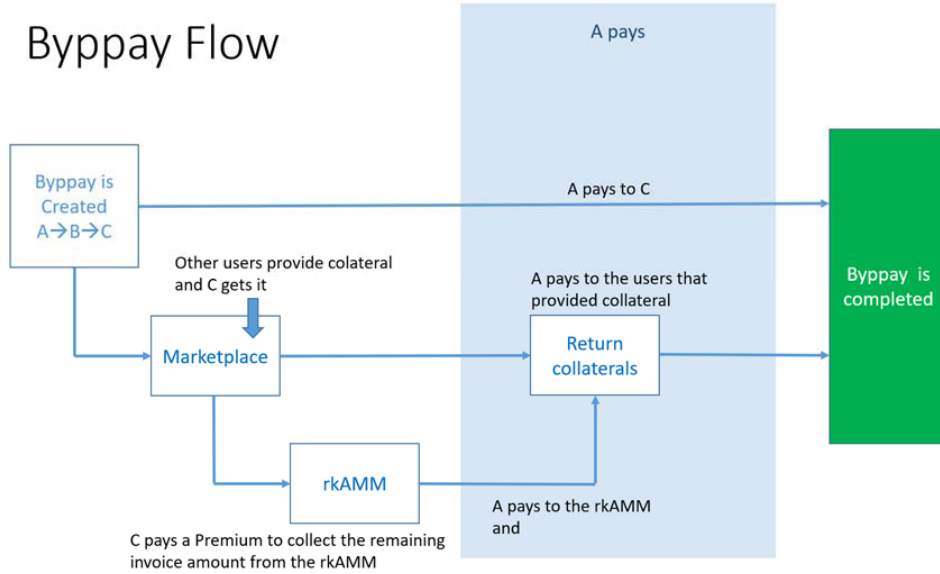 Byppay Flow
A pays
Byppay is
Created
A→B→C
A pays to C
Other users provide colateral
and C gets it
A pays to the users that
provided collateral
Byppay is
completed
Marketplace
Return
collaterals
rkAMM
A pays to the rkAMM
and
C pays a Premium to collect the remaining
invoice amount from the rkAMM